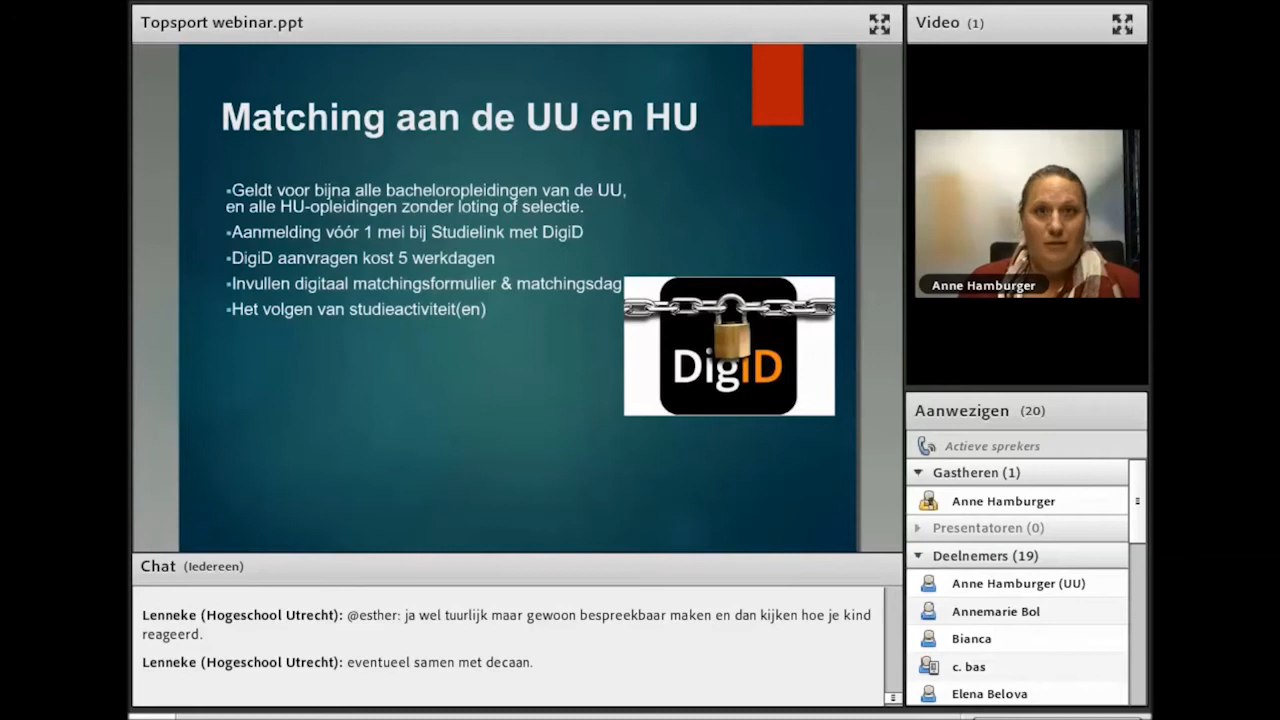 Topsport webinar.ppt
Matching aan de UU en HU
▪Geldt voor bijna alle bacheloropleidingen van de UU,
en alle HU-opleidingen zonder loting of selectie.
▪Aanmelding vóór 1 mei bij Studielink met DigiD
▪DigiD aanvragen kost 5 werkdagen
▪Invullen digitaal matchingsformulier & matchingsdag
▪Het volgen van studieactiviteit(en)
DigiD
Chat (Iedereen)
Lenneke (Hogeschool Utrecht): @esther: ja wel tuurlijk maar gewoon bespreekbaar maken en dan kijken hoe je kind
reageerd.
Lenneke (Hogeschool Utrecht): eventueel samen met decaan.
Video (1)
Anne Hamburger
Aanwezigen (20)
Actieve sprekers
Gastheren (1)
Anne Hamburger
Presentatoren (0)
Deelnemers (19)
Anne Hamburger (UU)
Annemarie Bol
Bianca
c. bas
Elena Belova